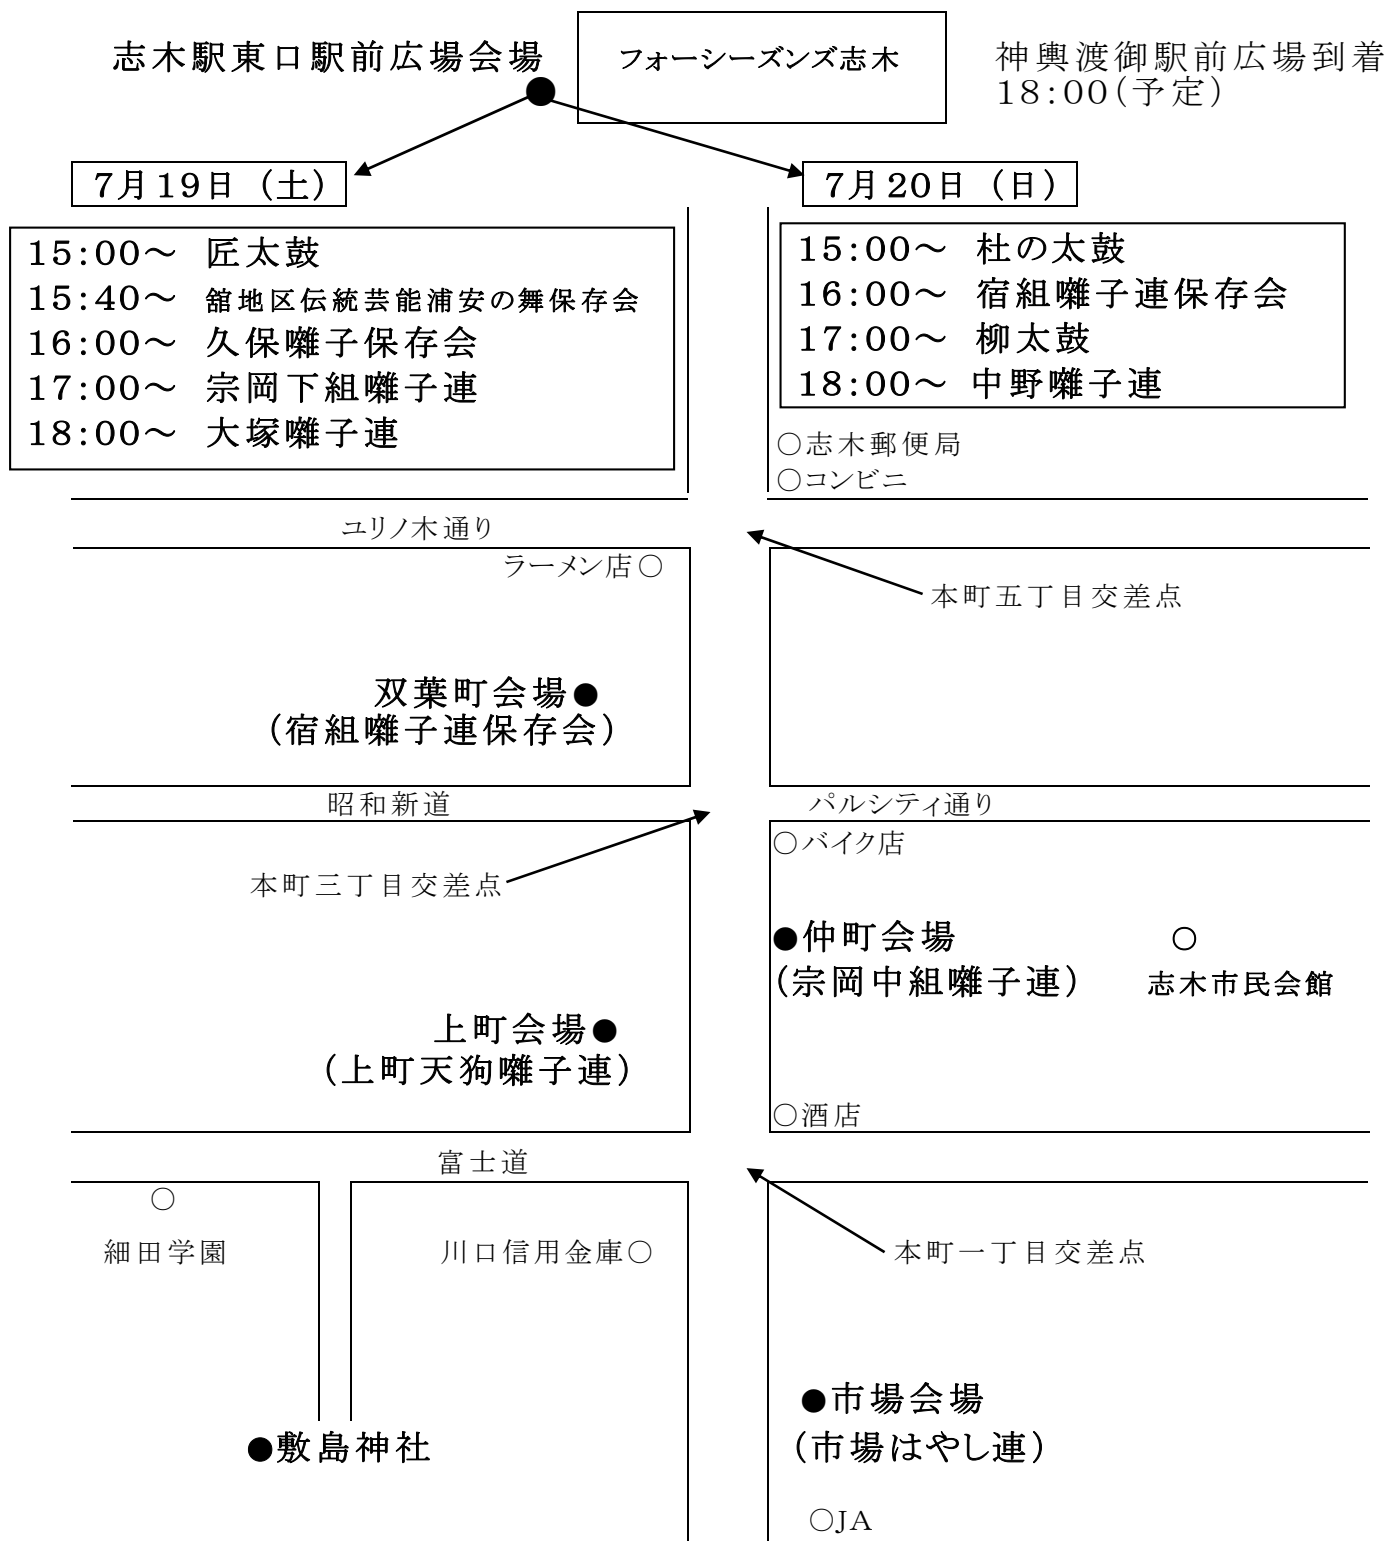 志木駅東口駅前広場会場
フォーシーズンズ志木
神輿渡御駅前広場到着
18:00(予定)
7月19日(土)
15:00～ 匠太鼓
15:40～ 舘地区伝統芸能浦安の舞保存会
16:00～ 久保囃子保存会
17:00～ 宗岡下組囃子連
18:00～ 大塚囃子連
7月20日(日)
15:00～ 杜の太鼓
16:00～ 宿組囃子連保存会
17:00～ 柳太鼓
18:00～ 中野囃子連
○志木郵便局
○コンビニ
ユリノ木通り
ラーメン店○
本町五丁目交差点
双葉町会場●
(宿組囃子連保存会)
昭和新道
パルシティ通り
○バイク店
本町三丁目交差点
●仲町会場
(宗岡中組囃子連)
○
志木市民会館
上町会場●
(上町天狗囃子連)
○酒店
富士道
○
細田学園
川口信用金庫○
本町一丁目交差点
●市場会場
(市場はやし連)
●敷島神社
○JA